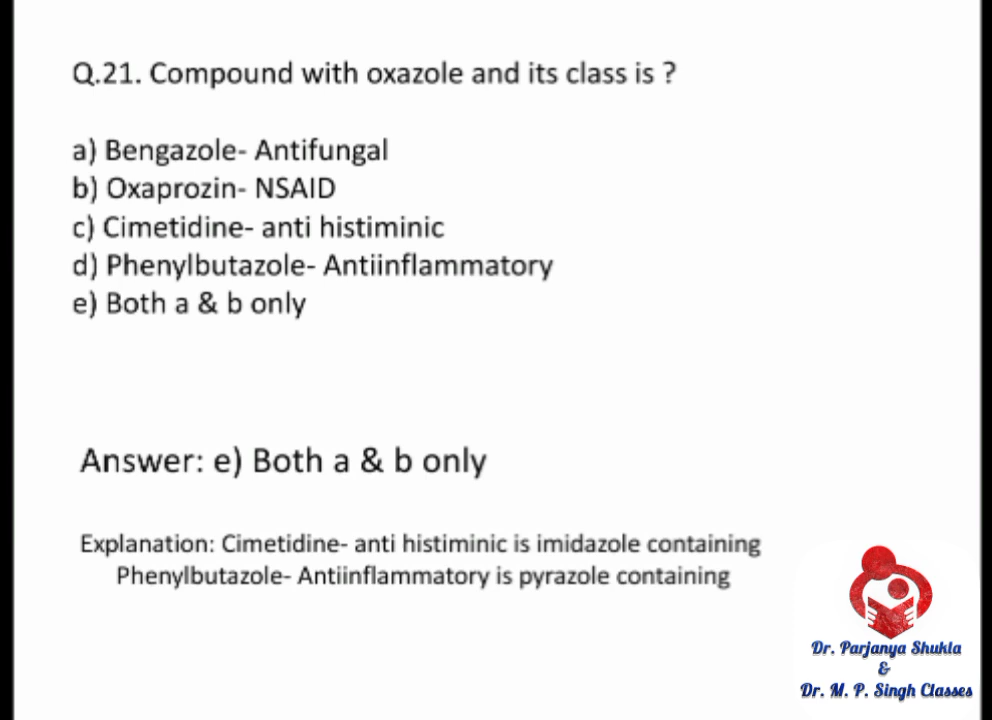 Q.21. Compound with oxazole and its class is ?
a) Bengazole- Antifungal
b) Oxaprozin- NSAID
c) Cimetidine- anti histiminic
d) Phenylbutazole- Antiinflammatory
e) Both a & b only
Answer: e) Both a & b only
Explanation: Cimetidine- anti histiminic is imidazole containing
Phenylbutazole- Antiinflammatory is pyrazole containing
Dr. Parjanya Shukla
&
Dr. M. P. Singh Classes